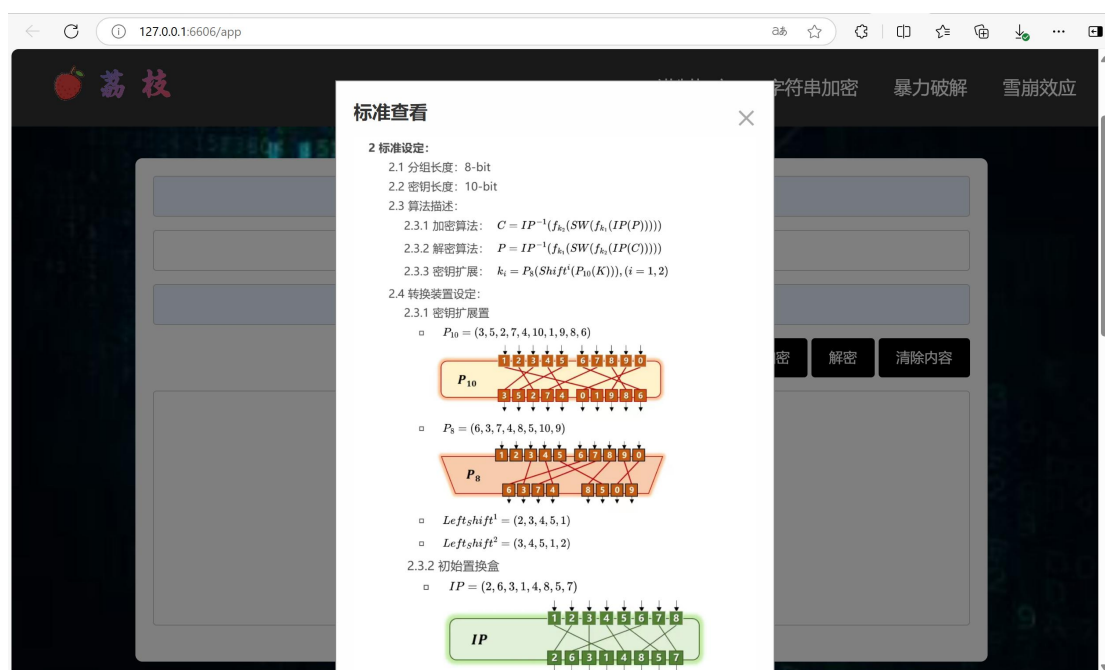 127.0.0.1:6606/app
荔枝
字符串加密
暴力破解
雪崩效应
标准查看
2 标准设定:
2.1 分组长度: 8-bit
2.2 密钥长度: 10-bit
2.3 算法描述:
2.3.1 加密算法: C = IP⁻¹(f_{k₂}(SW(f_{k₁}(IP(P)))))
2.3.2 解密算法: P = IP⁻¹(f_{k₁}(SW(f_{k₂}(IP(C)))))
2.3.3 密钥扩展: k_i = P₈(Shift^i(P₁₀(K))), (i = 1, 2)
2.4 转换装置设定:
2.3.1 密钥扩展置
P₁₀ = (3, 5, 2, 7, 4, 10, 1, 9, 8, 6)
1 2 3 4 5 6 7 8 9 0
P₁₀
3 5 2 7 4 0 1 9 8 6
P₈ = (6, 3, 7, 4, 8, 5, 10, 9)
1 2 3 4 5 6 7 8 9 0
P₈
6 3 7 4 8 5 0 9
Left_Shift¹ = (2, 3, 4, 5, 1)
Left_Shift² = (3, 4, 5, 1, 2)
2.3.2 初始置换盒
IP = (2, 6, 3, 1, 4, 8, 5, 7)
1 2 3 4 5 6 7 8
IP
2 6 3 1 4 8 5 7
密
解密
清除内容